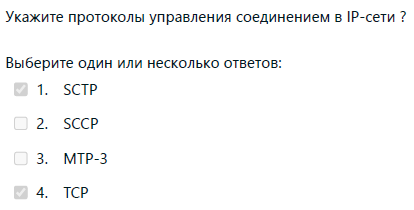 Укажите протоколы управления соединением в IP-сети ?
Выберите один или несколько ответов:
1. SCTP
2. SCCP
3. MTP-3
4. TCP